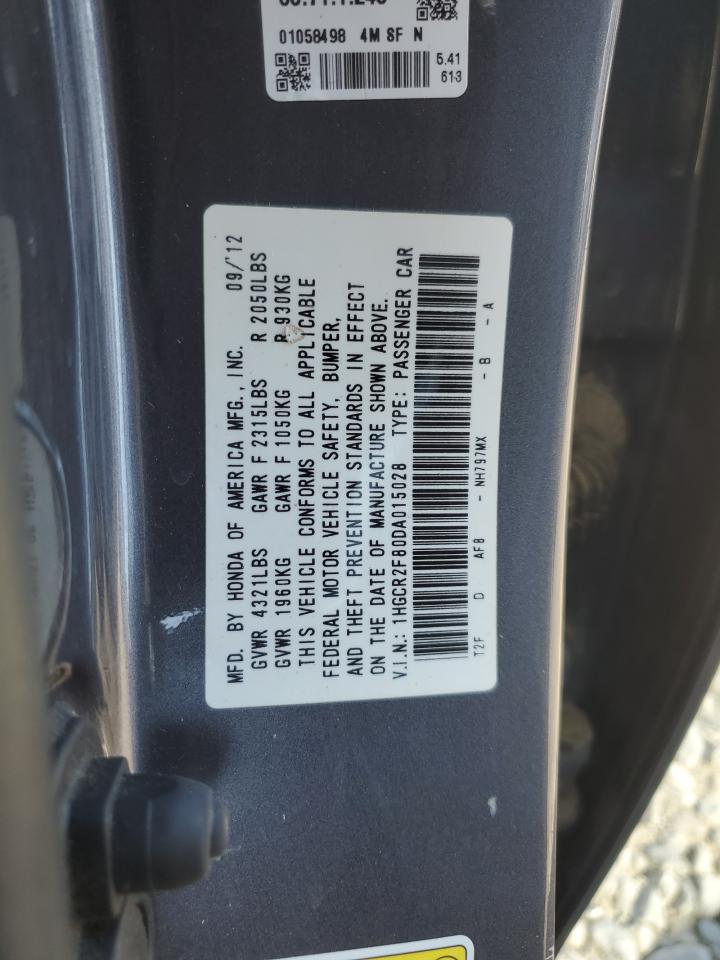 01058498 4M SF N
5.41
613
MFD. BY HONDA OF AMERICA MFG., INC. 09/'12
GVWR 4321LBS GAWR F 2315LBS R 2050LBS
GVWR 1960KG GAWR F 1050KG R 930KG
THIS VEHICLE CONFORMS TO ALL APPLICABLE
FEDERAL MOTOR VEHICLE SAFETY, BUMPER,
AND THEFT PREVENTION STANDARDS IN EFFECT
ON THE DATE OF MANUFACTURE SHOWN ABOVE.
V.I.N.: 1HGCR2F80DA015028 TYPE: PASSENGER CAR
T2F D AF8 - NH797MX - B - A